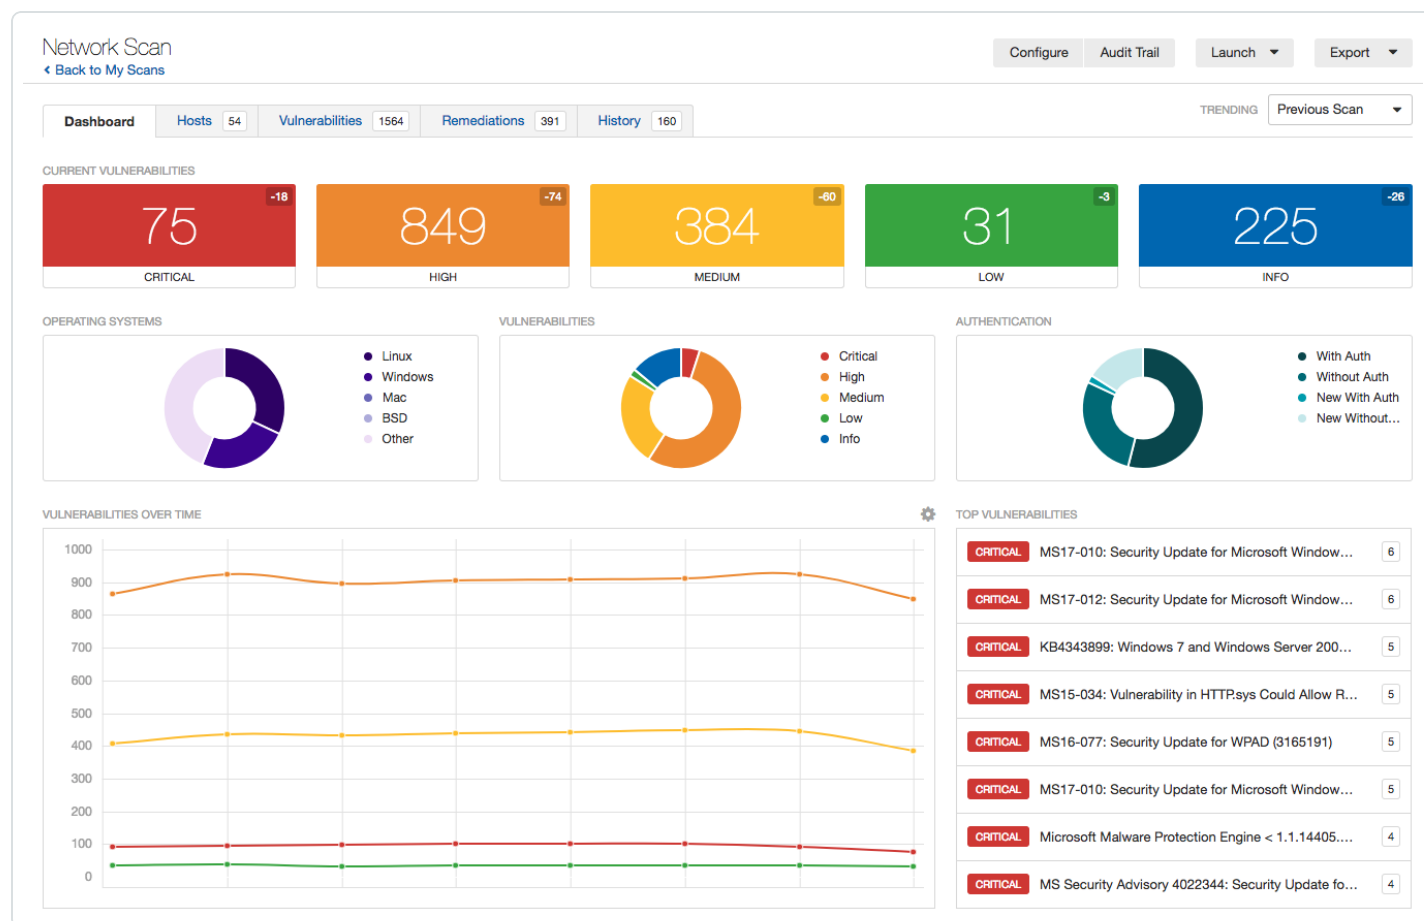 Network Scan
Back to My Scans
Configure Audit Trail Launch Export
Dashboard Hosts 54 Vulnerabilities 1564 Remediations 391 History 160
TRENDING Previous Scan
CURRENT VULNERABILITIES
-18 -74 -60 -3 -26
75 849 384 31 225
CRITICAL HIGH MEDIUM LOW INFO
OPERATING SYSTEMS
Linux
Windows
Mac
BSD
Other
VULNERABILITIES
Critical
High
Medium
Low
Info
AUTHENTICATION
With Auth
Without Auth
New With Auth
New Without...
VULNERABILITIES OVER TIME
1000
900
800
700
600
500
400
300
200
100
0
TOP VULNERABILITIES
CRITICAL MS17-010: Security Update for Microsoft Window... 6
CRITICAL MS17-012: Security Update for Microsoft Window... 6
CRITICAL KB4343899: Windows 7 and Windows Server 200... 5
CRITICAL MS15-034: Vulnerability in HTTP.sys Could Allow R... 5
CRITICAL MS16-077: Security Update for WPAD (3165191) 5
CRITICAL MS17-010: Security Update for Microsoft Window... 5
CRITICAL Microsoft Malware Protection Engine < 1.1.14405.... 4
CRITICAL MS Security Advisory 4022344: Security Update fo... 4